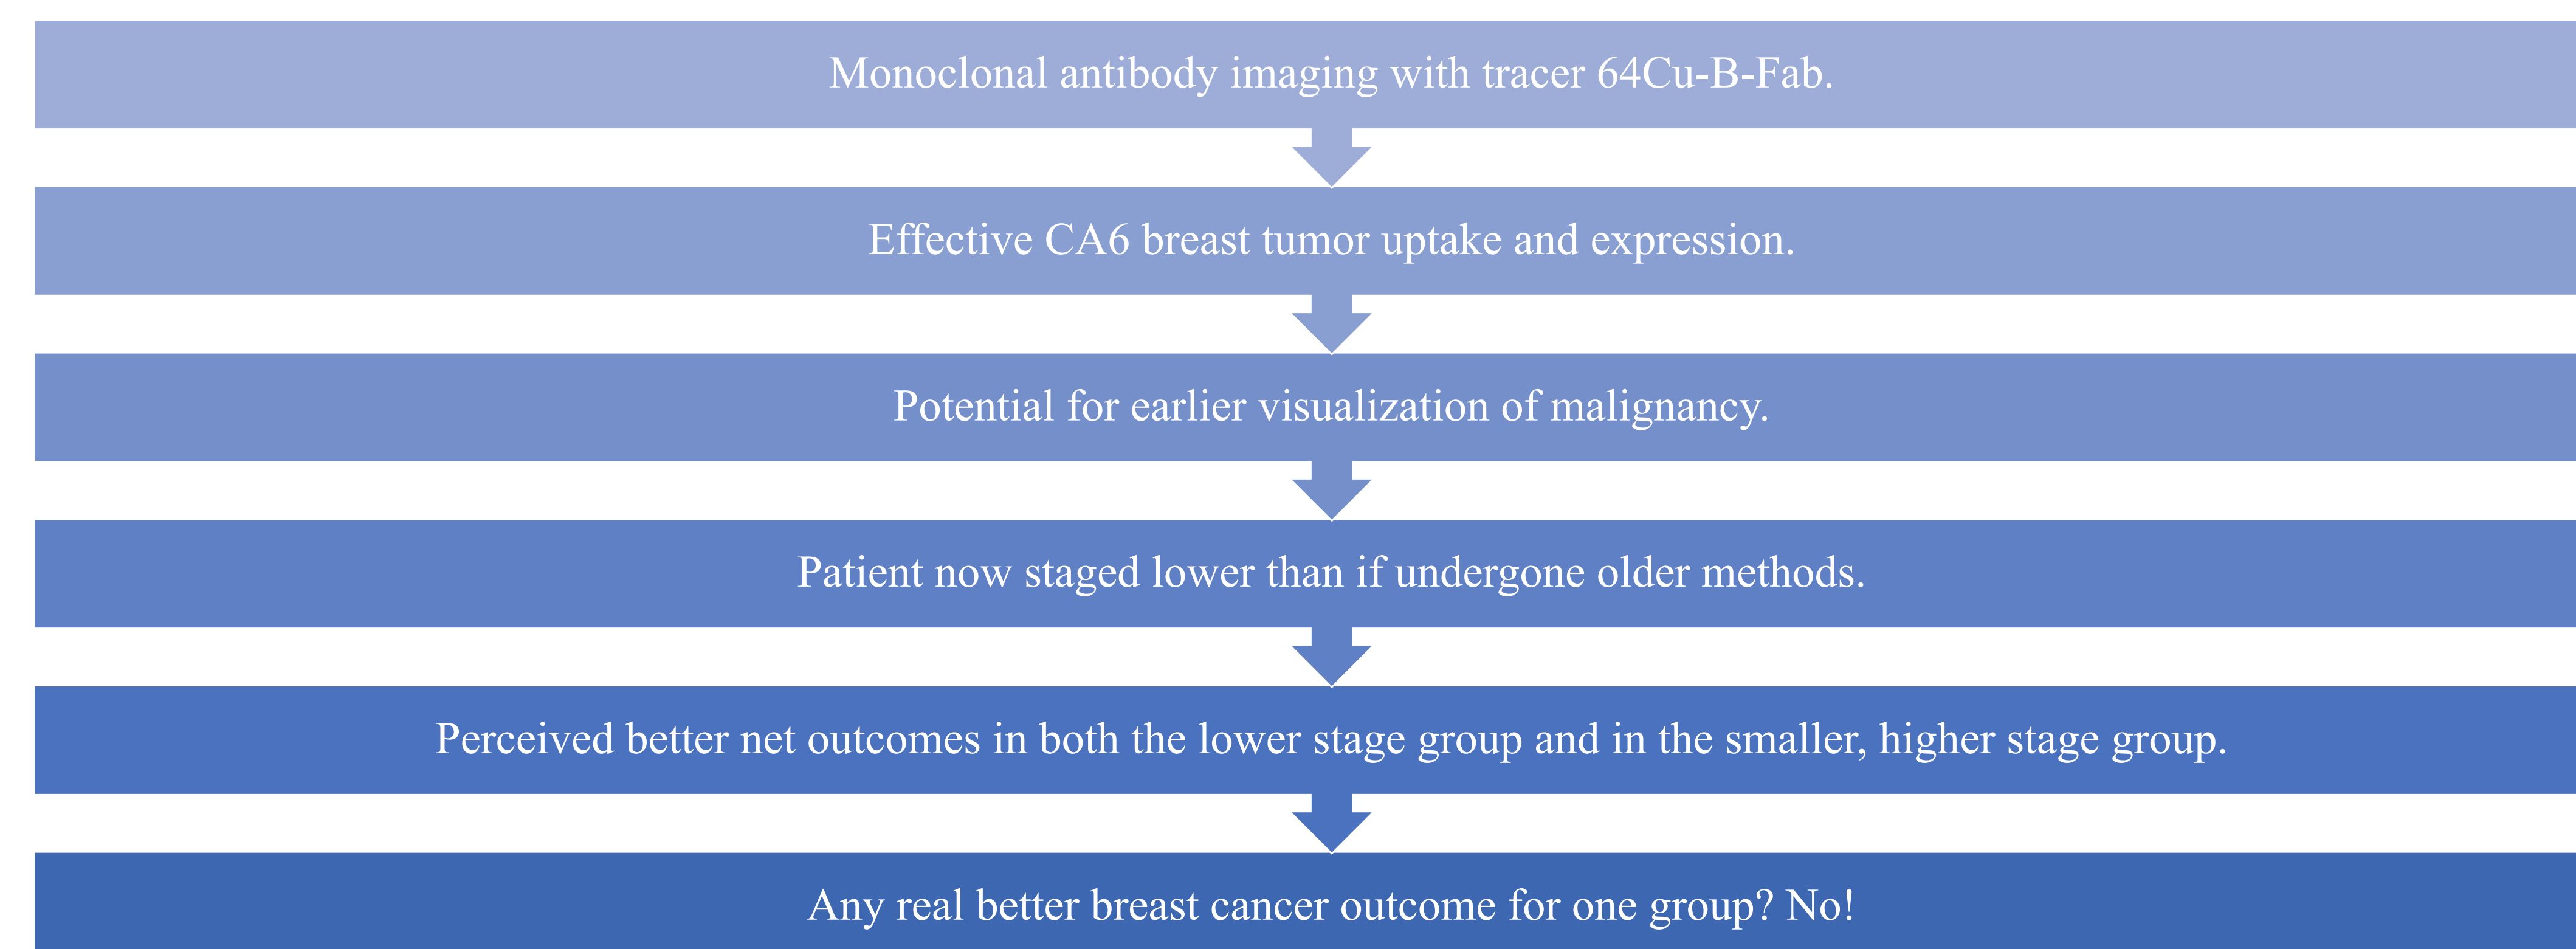 Monoclonal antibody imaging with tracer 64Cu-B-Fab.
Effective CA6 breast tumor uptake and expression.
Potential for earlier visualization of malignancy.
Patient now staged lower than if undergone older methods.
Perceived better net outcomes in both the lower stage group and in the smaller, higher stage group.
Any real better breast cancer outcome for one group? No!